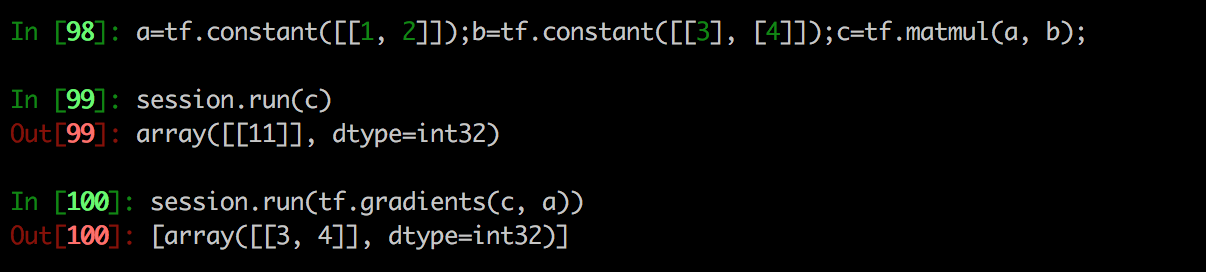 In [98]: a=tf.constant([[1, 2]]);b=tf.constant([[3], [4]]);c=tf.matmul(a, b);
In [99]: session.run(c)
Out[99]: array([[11]], dtype=int32)
In [100]: session.run(tf.gradients(c, a))
Out[100]: [array([[3, 4]], dtype=int32)]